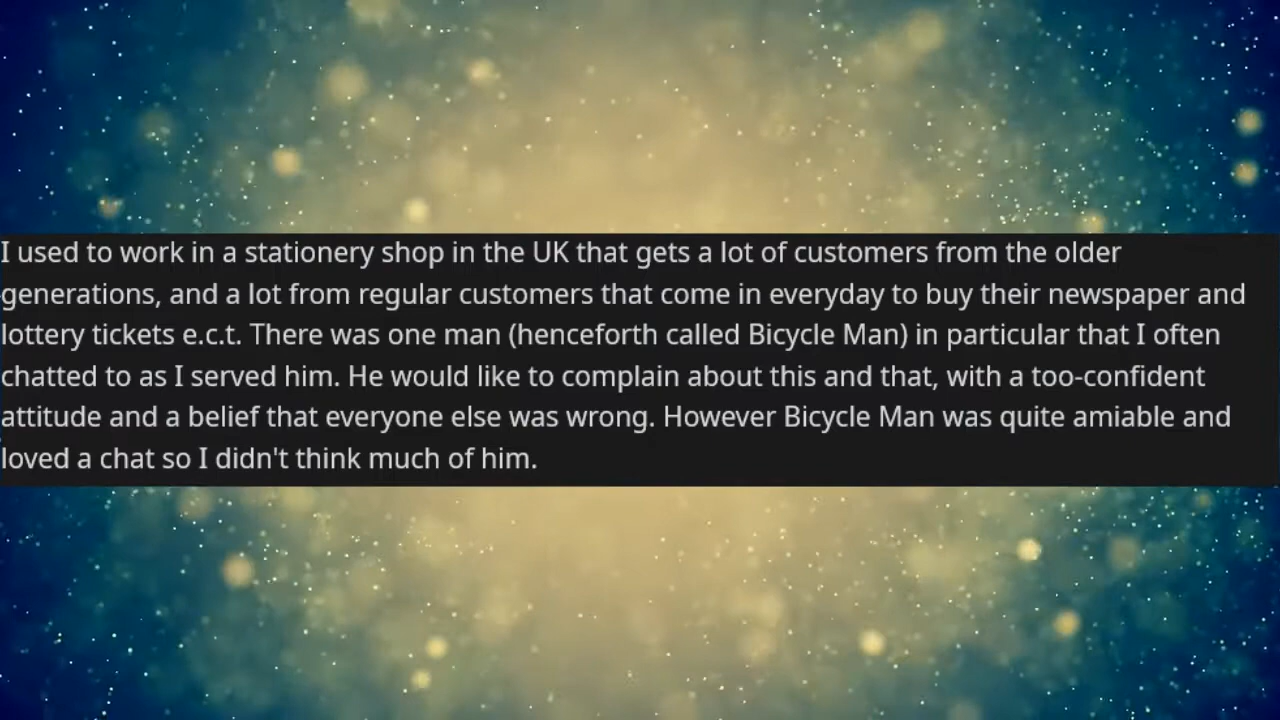 I used to work in a stationery shop in the UK that gets a lot of customers from the older
generations, and a lot from regular customers that come in everyday to buy their newspaper and
lottery tickets e.c.t. There was one man (henceforth called Bicycle Man) in particular that I often
chatted to as I served him. He would like to complain about this and that, with a too-confident
attitude and a belief that everyone else was wrong. However Bicycle Man was quite amiable and
loved a chat so I didn't think much of him.